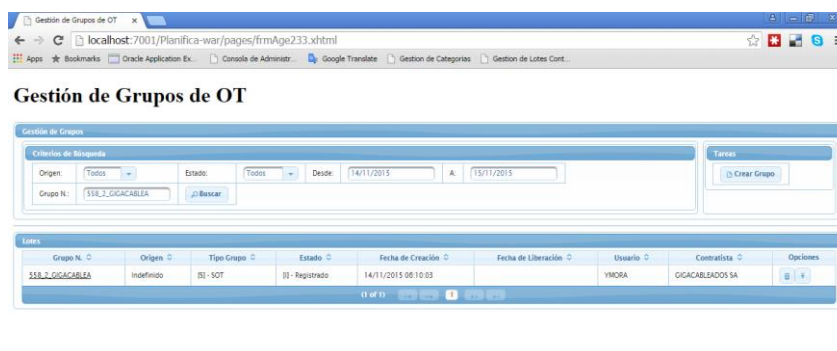 Gestión de Grupos de OT
localhost:7001/Planifica-war/pages/frmAge233.xhtml
Apps Bookmarks Oracle Application Ex... Consola de Administr... Google Translate Gestion de Categorias Gestion de Lotes Cont...
Gestión de Grupos de OT
Gestión de Grupos
Criterios de Búsqueda
Tareas
Origen: Todos Estado: Todos Desde: 14/11/2015 A: 15/11/2015
Crear Grupo
Grupo N.: 558_2_GIGACABLEA Buscar
Lotes
Grupo N. Origen Tipo Grupo Estado Fecha de Creación Fecha de Liberación Usuario Contratista Opciones
558_2_GIGACABLEA Indefinido [S] - SOT [I] - Registrado 14/11/2015 06:10:03 YMORA GIGACABLEADOS SA
(1 of 1) 1